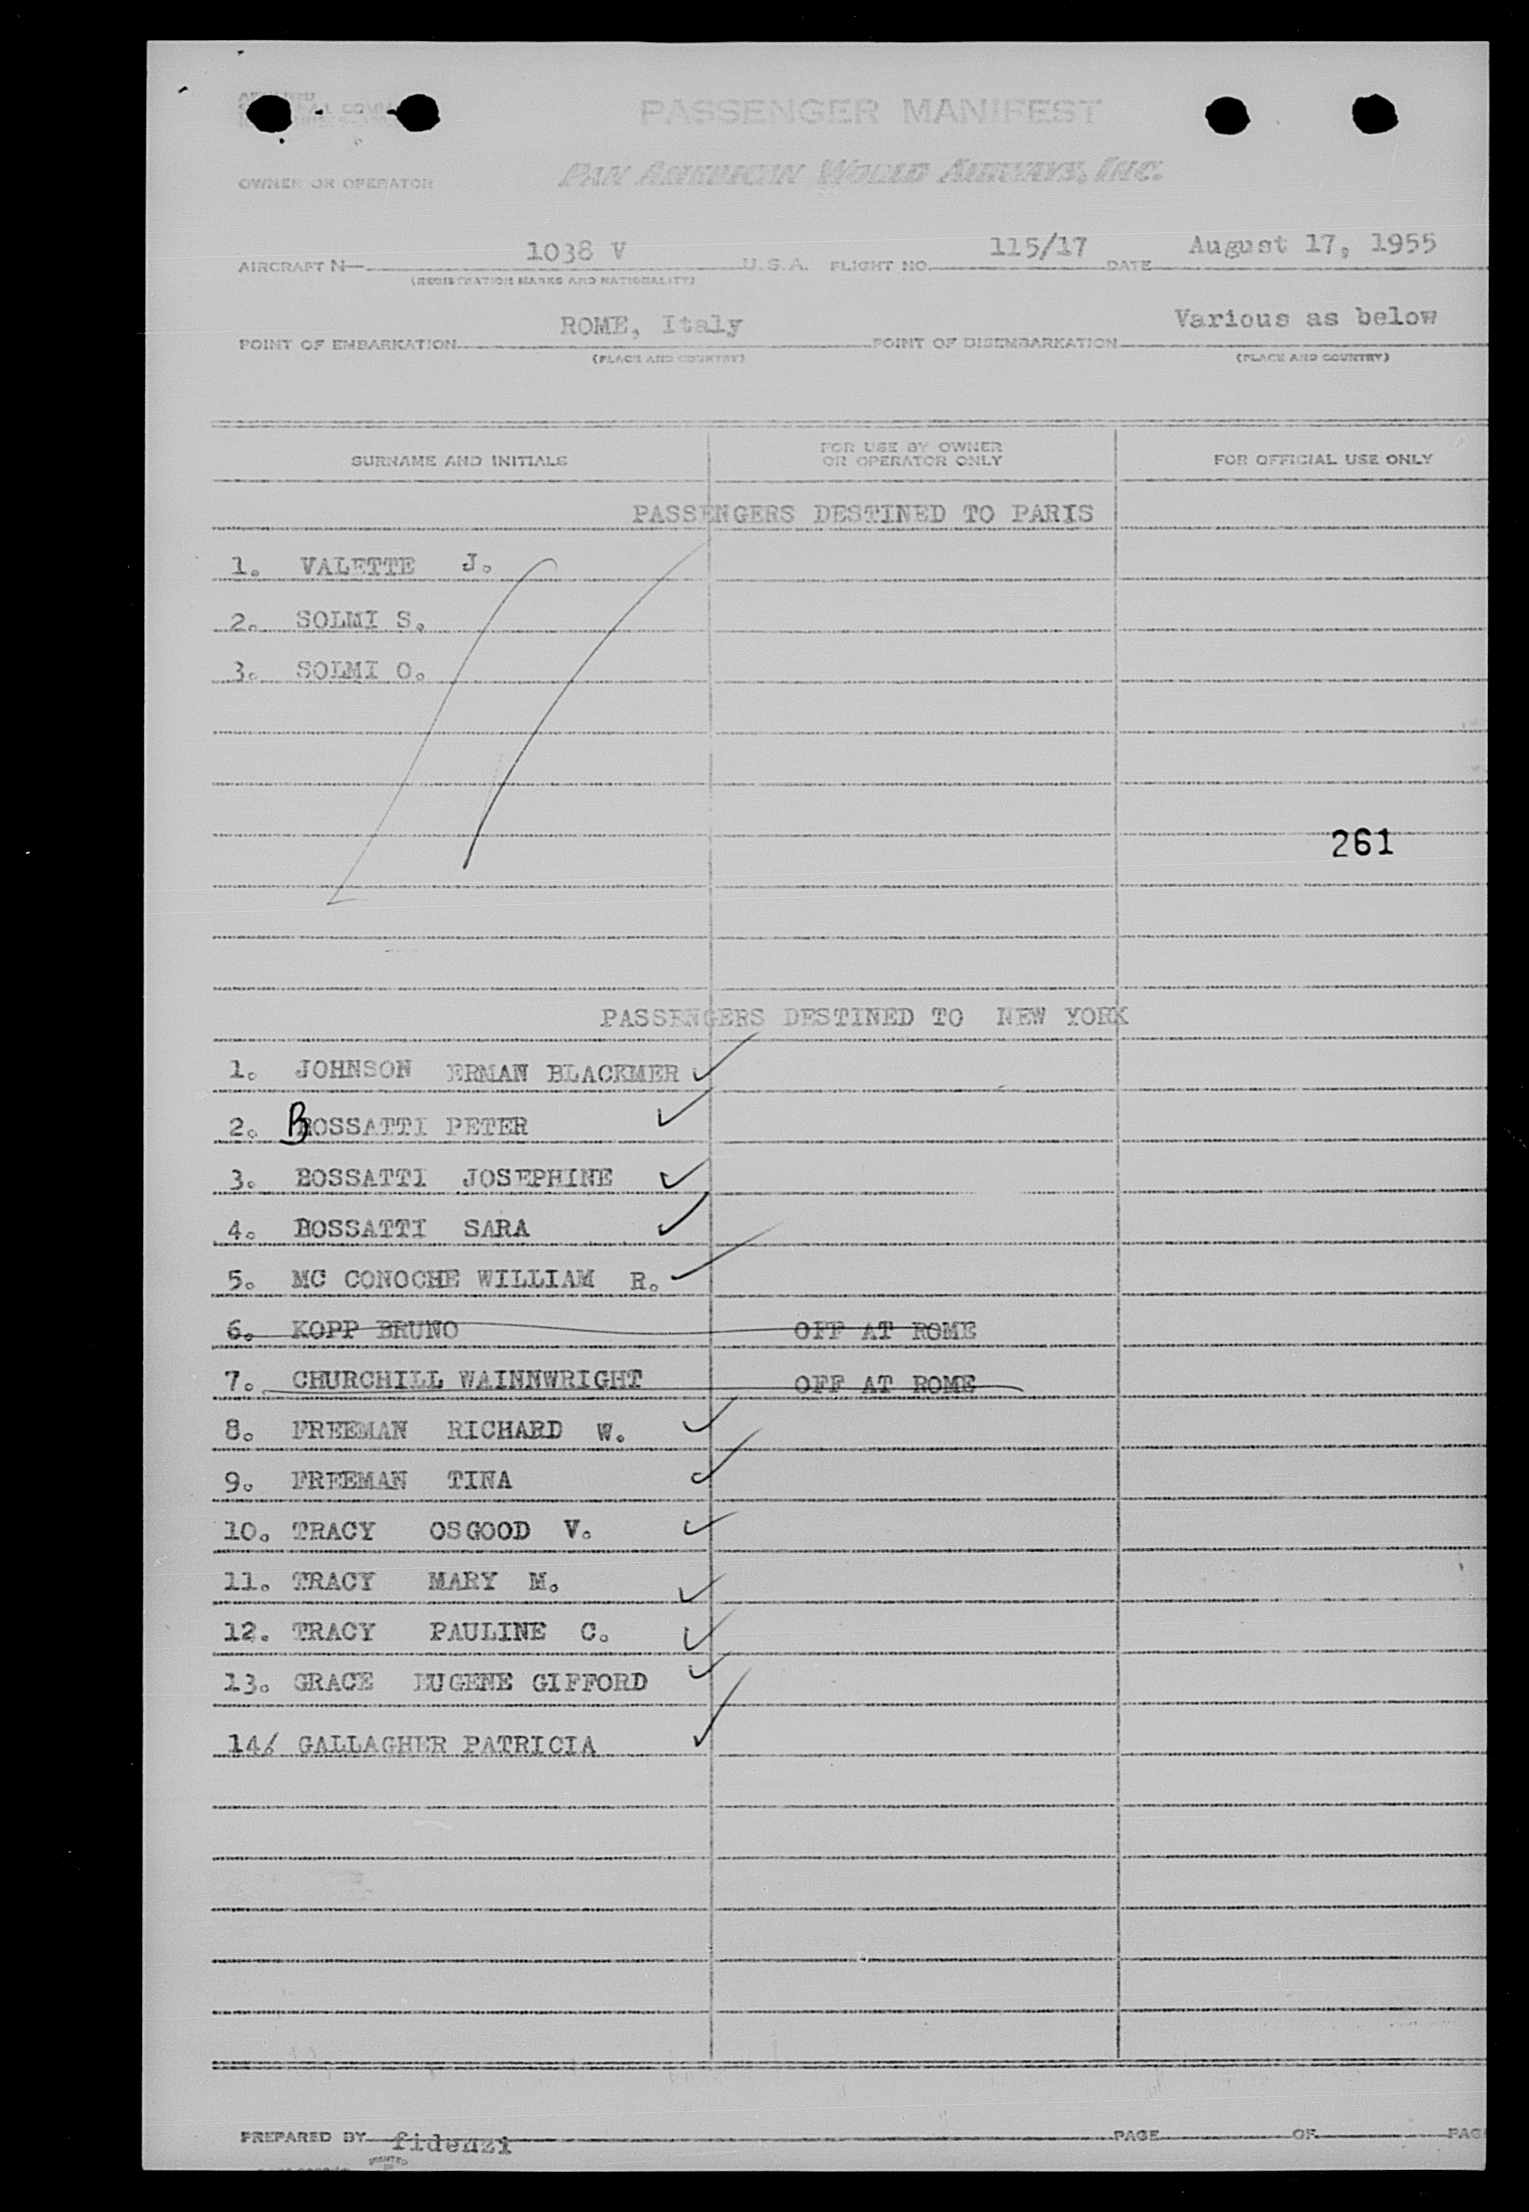 PASSENGER MANIFEST
OWNER OR OPERATOR PAN AMERICAN WORLD AIRWAYS, INC.
AIRCRAFT N 1038 V U.S.A. FLIGHT NO. 115/17 DATE August 17, 1955
(REGISTRATION MARKS AND NATIONALITY)
POINT OF EMBARKATION ROME, Italy POINT OF DISEMBARKATION Various as below
(PLACE AND COUNTRY) (PLACE AND COUNTRY)
SURNAME AND INITIALS FOR USE BY OWNER OR OPERATOR ONLY FOR OFFICIAL USE ONLY
PASSENGERS DESTINED TO PARIS
1. VALETTE J.
2. SOLMI S.
3. SOLMI O.
261
PASSENGERS DESTINED TO NEW YORK
1. JOHNSON ERMAN BLACKMER
2. BOSSATTI PETER
3. BOSSATTI JOSEPHINE
4. BOSSATTI SARA
5. MC CONOCHE WILLIAM R.
6. KOPP BRUNO OFF AT ROME
7. CHURCHILL WAINNWRIGHT OFF AT ROME
8. FREEMAN RICHARD W.
9. FREEMAN TINA
10. TRACY OSGOOD V.
11. TRACY MARY M.
12. TRACY PAULINE C.
13. GRACE EUGENE GIFFORD
14/ GALLAGHER PATRICIA
PREPARED BY fidenzi PAGE OF PAG